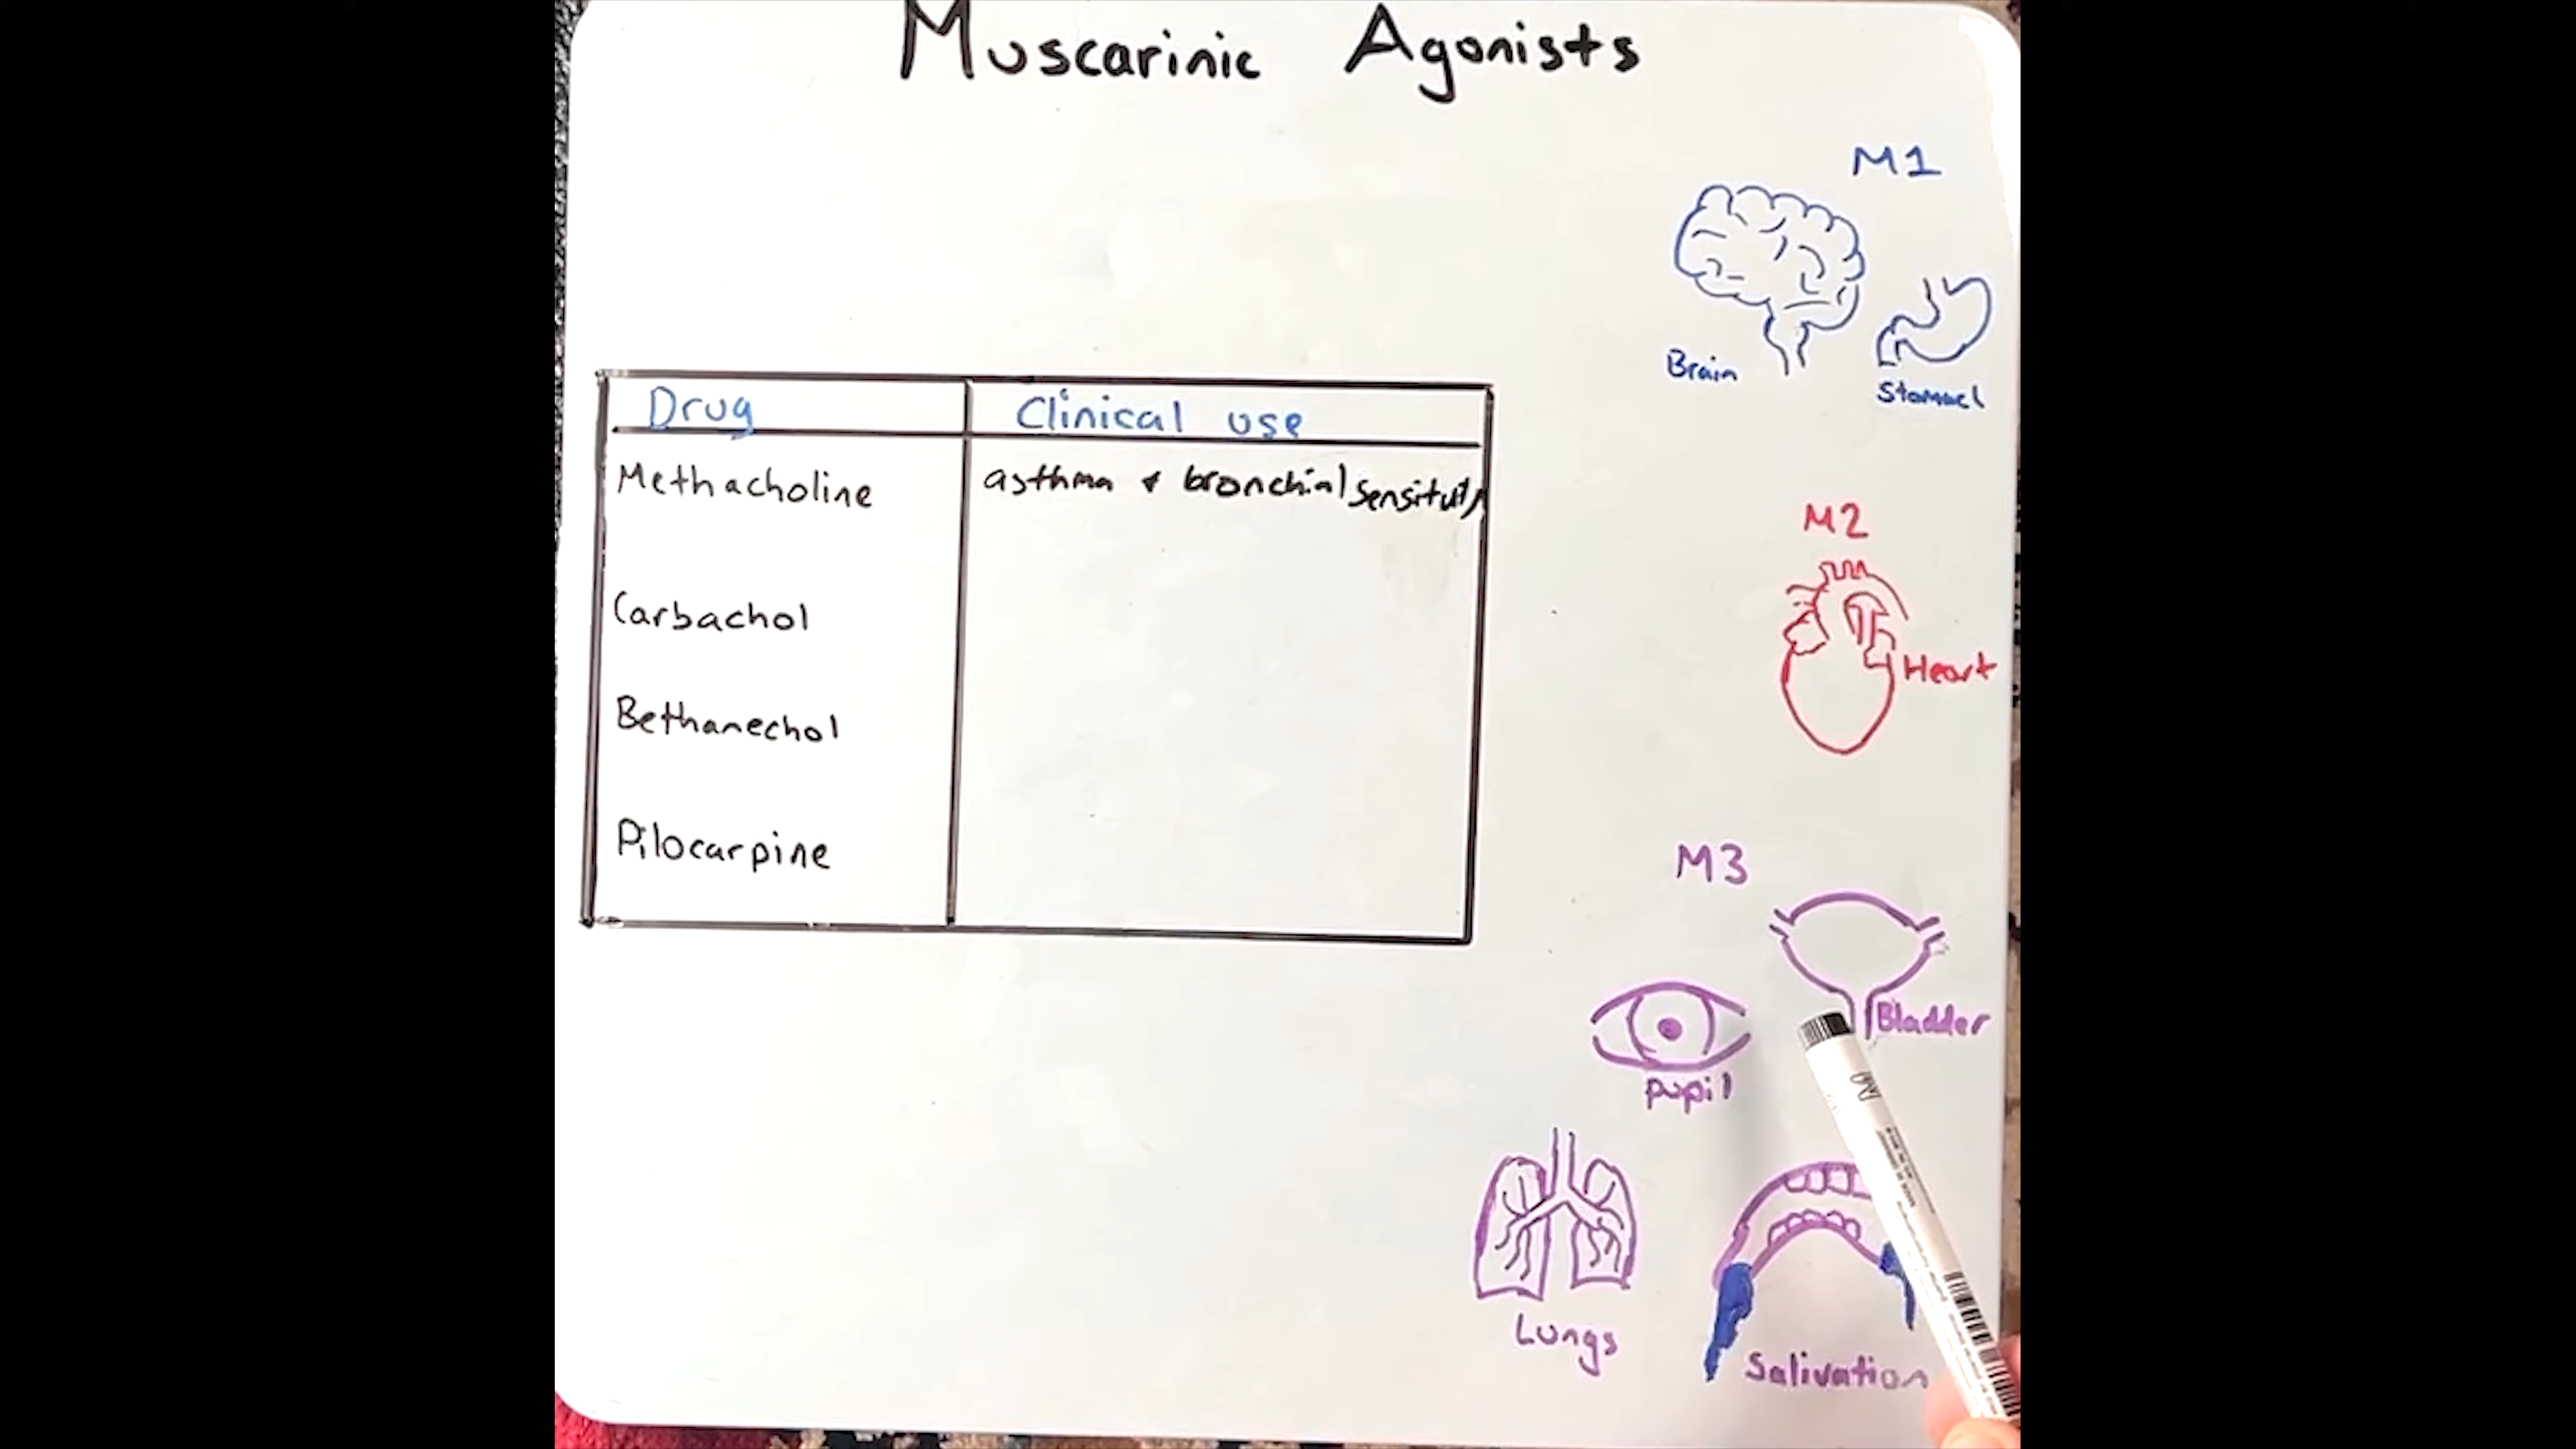 Muscarinic Agonists
M1
Brain
Stomach
Drug Clinical use
Methacholine asthma & bronchial sensitivity
Carbachol
Bethanechol
Pilocarpine
M2
Heart
M3
Bladder
pupil
Lungs
Salivation